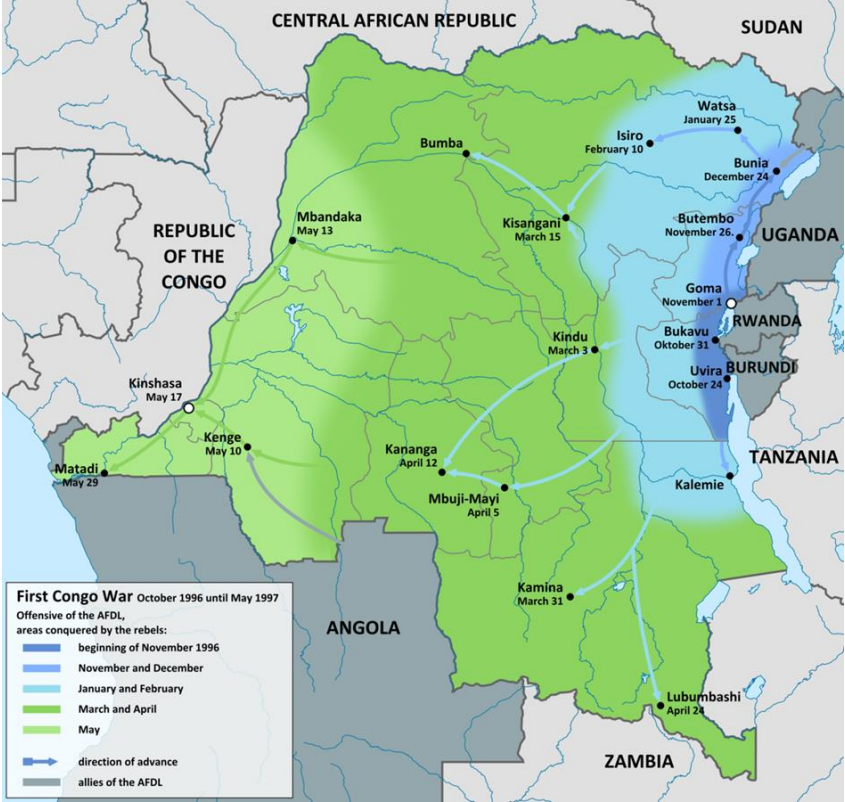 CENTRAL AFRICAN REPUBLIC
SUDAN
Watsa
January 25
Isiro
February 10
Bumba
Bunia
December 24
Mbandaka
May 13
Kisangani
March 15
Butembo
November 26.
UGANDA
REPUBLIC
OF THE
CONGO
Goma
November 1
RWANDA
Bukavu
Oktober 31
Kindu
March 3
Uvira
October 24
BURUNDI
Kinshasa
May 17
Kenge
May 10
Kananga
April 12
TANZANIA
Matadi
May 29
Mbuji-Mayi
April 5
Kalemie
Kamina
March 31
ANGOLA
Lubumbashi
April 24
ZAMBIA
First Congo War October 1996 until May 1997
Offensive of the AFDL,
areas conquered by the rebels:
beginning of November 1996
November and December
January and February
March and April
May
direction of advance
allies of the AFDL